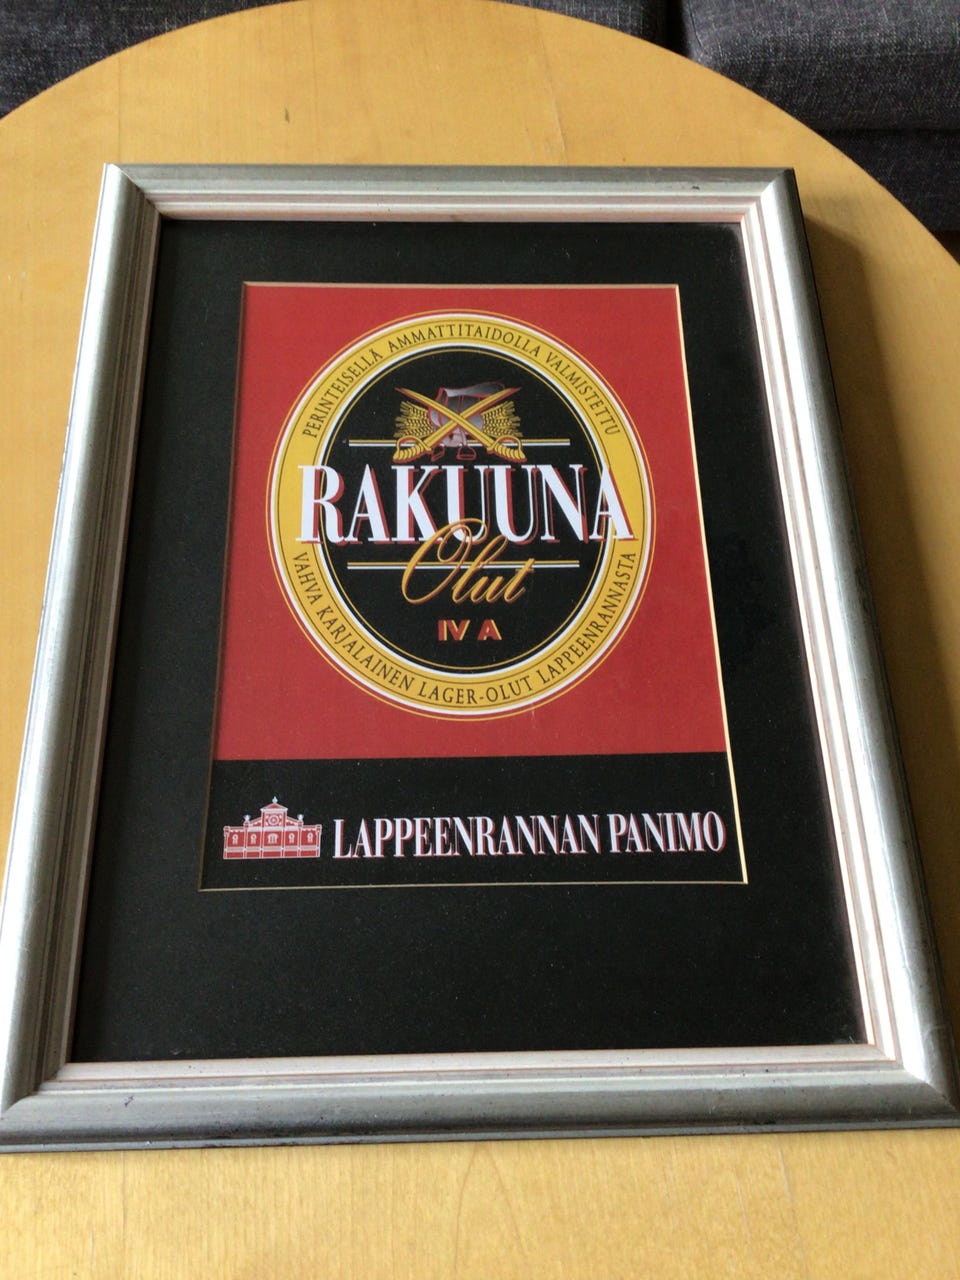 PERINTEISELLÄ AMMATTITAIDOLLA VALMISTETTU
RAKUUNA
Olut
IV A
VAHVA KARJALAINEN LAGER-OLUT LAPPEENRANNASTA
LAPPEENRANNAN PANIMO